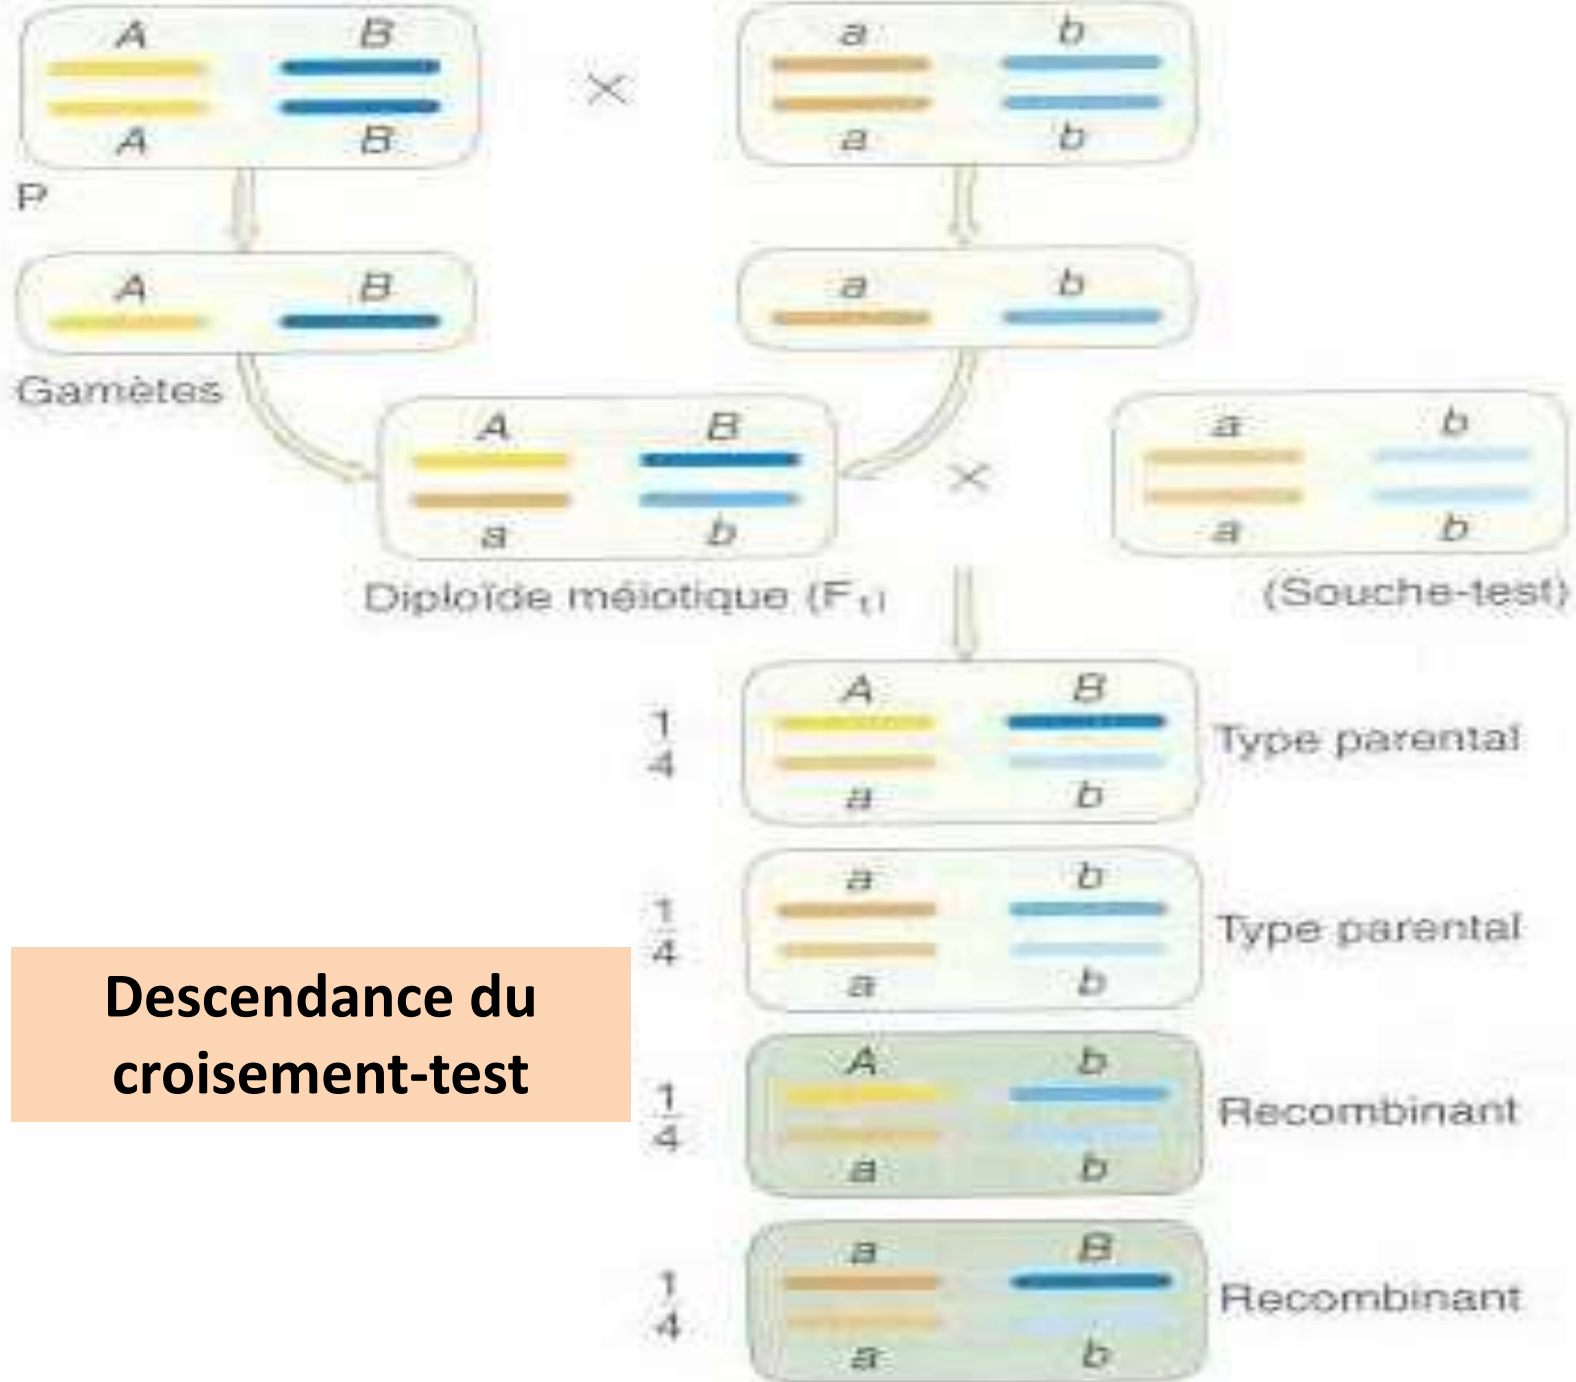 A B
a b
×
A B
a b
P
A B
a b
Gamètes
A B
×
a b
a b
a b
Diploïde méiotique (F1)
(Souche-test)
A B
1
4
Type parental
a b
a b
1
4
Type parental
a b
Descendance du
croisement-test
A b
1
4
Recombinant
a b
a B
1
4
Recombinant
a b